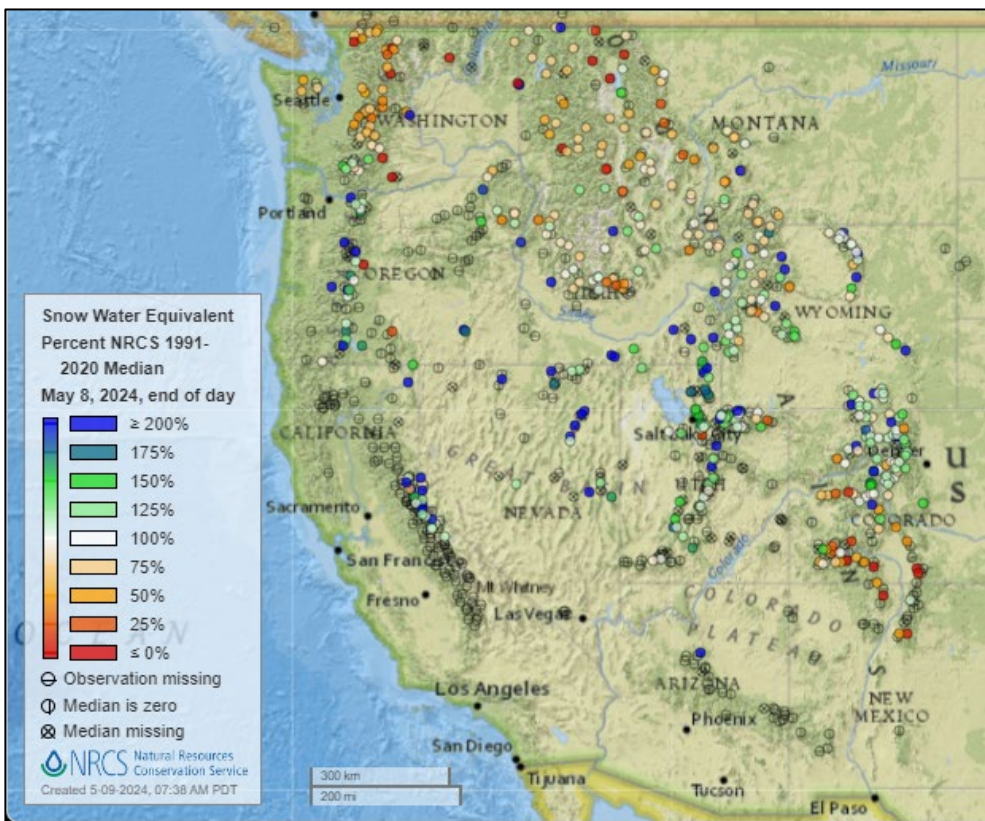 Missouri
Seattle
WASHINGTON
MONTANA
Portland
OREGON
WYOMING
Snow Water Equivalent
Percent NRCS 1991-
2020 Median
May 8, 2024, end of day
≥ 200%
175%
150%
125%
100%
75%
50%
25%
≤ 0%
Observation missing
Median is zero
Median missing
NRCS Natural Resources
Conservation Service
Created 5-09-2024, 07:38 AM PDT
CALIFORNIA
Salt Lake City
GREAT BASIN
UTAH
Denver
U
S
NEVADA
COLORADO
Sacramento
San Francisco
Colorado
Mt Whitney
Fresno
Las Vegas
COLORADO
PLATEAU
OCEAN
ARIZONA
Los Angeles
NEW
MEXICO
Phoenix
San Diego
Tijuana
300 km
200 mi
Tucson
El Paso